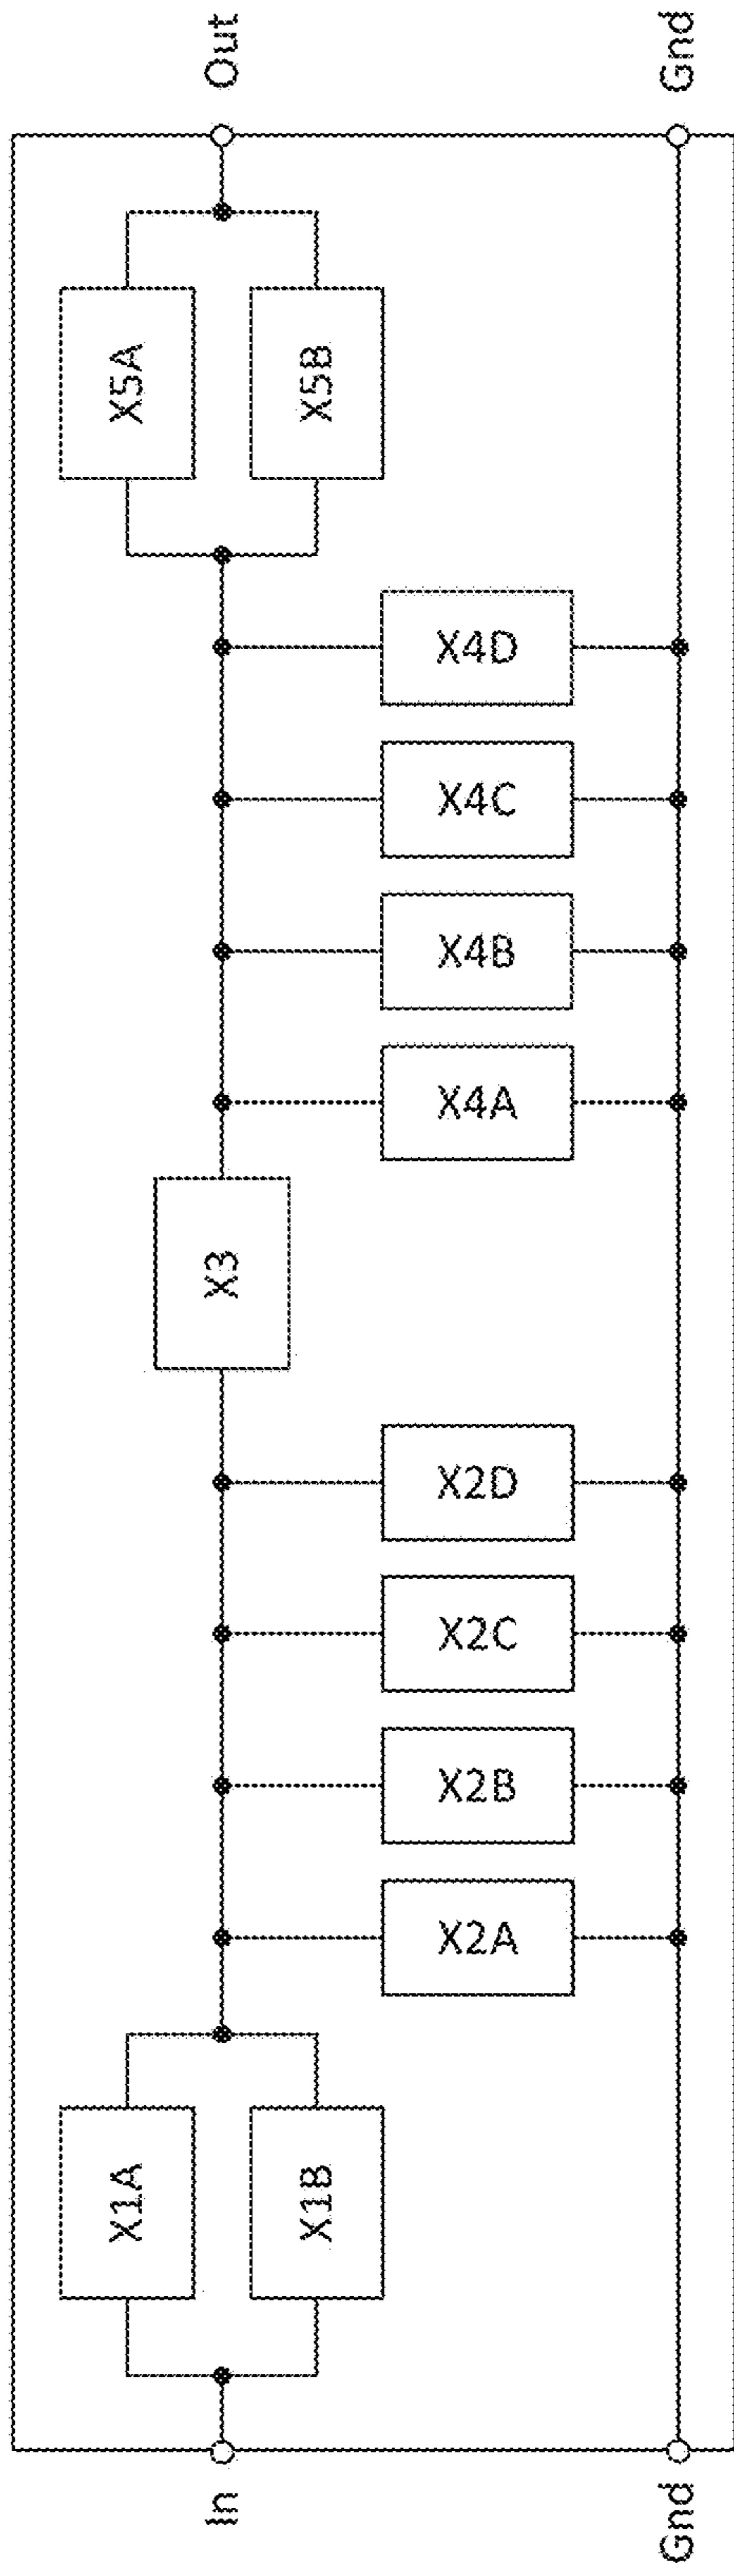 Out
Gnd
X5A
X5B
X4D
X4C
X4B
X4A
X3
X2D
X2C
X2B
X2A
X1A
X1B
In
Gnd